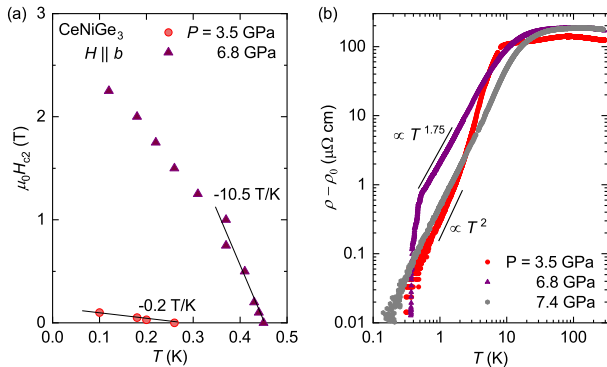 (a)
CeNiGe₃
H || b
P = 3.5 GPa
6.8 GPa
-10.5 T/K
-0.2 T/K
3
2
1
0
μ₀H_c2 (T)
0.0 0.1 0.2 0.3 0.4 0.5
T (K)
(b)
∝ T^1.75
∝ T²
P = 3.5 GPa
6.8 GPa
7.4 GPa
100
10
1
0.1
0.01
ρ − ρ₀ (μΩ cm)
0.1 1 10 100
T (K)